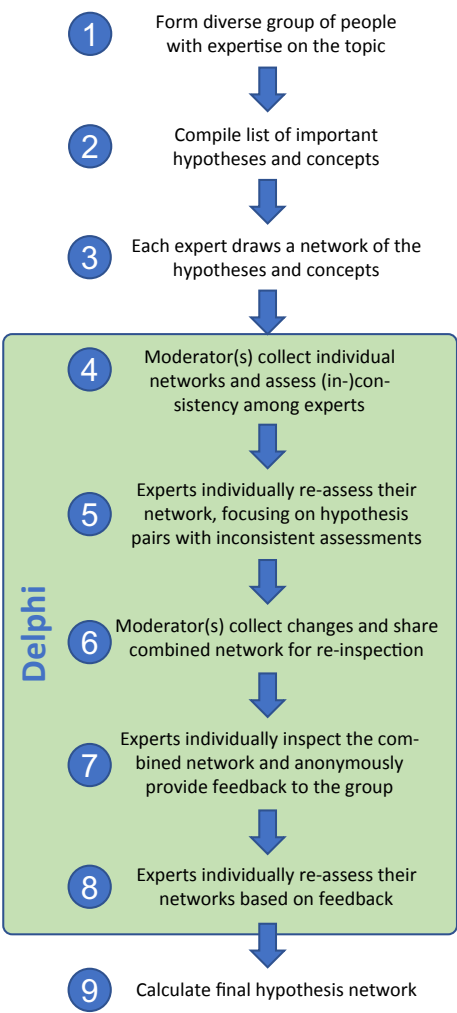 1
Form diverse group of people
with expertise on the topic
2
Compile list of important
hypotheses and concepts
3
Each expert draws a network of the
hypotheses and concepts
Delphi
4
Moderator(s) collect individual
networks and assess (in-)con-
sistency among experts
5
Experts individually re-assess their
network, focusing on hypothesis
pairs with inconsistent assessments
6
Moderator(s) collect changes and share
combined network for re-inspection
7
Experts individually inspect the com-
bined network and anonymously
provide feedback to the group
8
Experts individually re-assess their
networks based on feedback
9
Calculate final hypothesis network